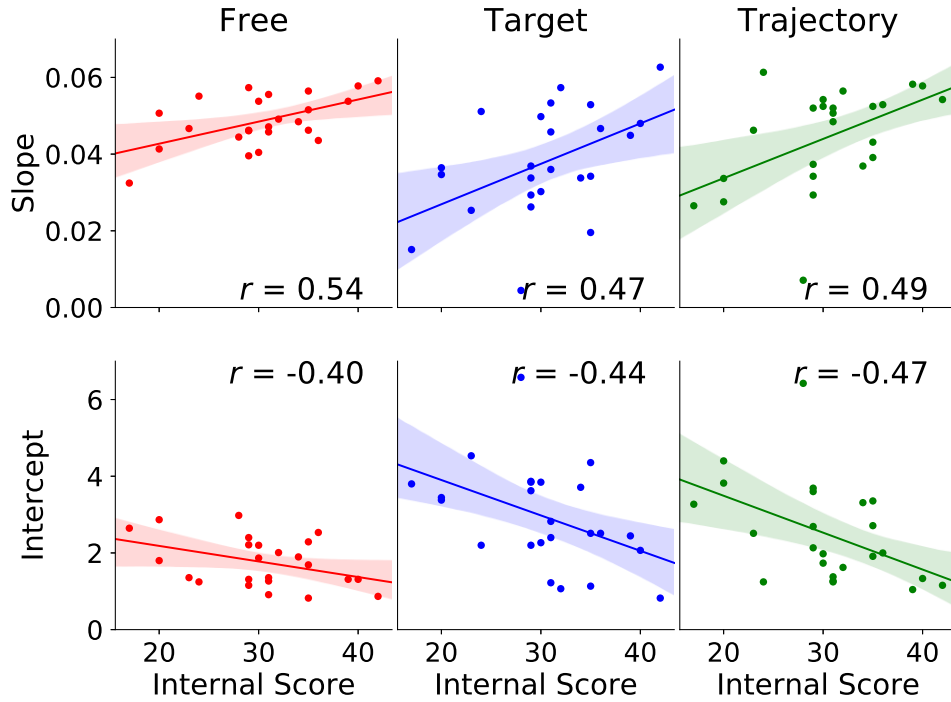 Free Target Trajectory
Slope
0.06
0.04
0.02
0.00
r = 0.54 r = 0.47 r = 0.49
Intercept
6
4
2
0
r = -0.40 r = -0.44 r = -0.47
20 30 40 20 30 40 20 30 40
Internal Score Internal Score Internal Score